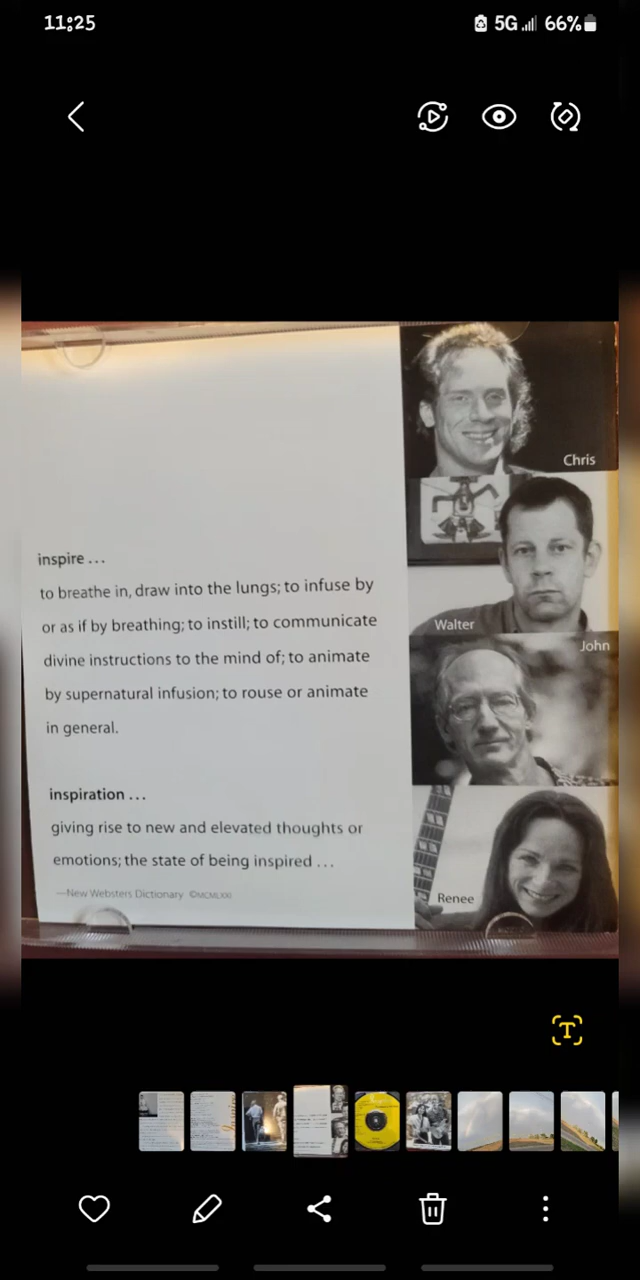 11:25
5G 66%
Chris
inspire ...
to breathe in, draw into the lungs; to infuse by
or as if by breathing; to instill; to communicate
divine instructions to the mind of; to animate
by supernatural infusion; to rouse or animate
in general.
Walter
John
inspiration ...
giving rise to new and elevated thoughts or
emotions; the state of being inspired ...
—New Websters Dictionary ©MCMLXXI
Renee
T